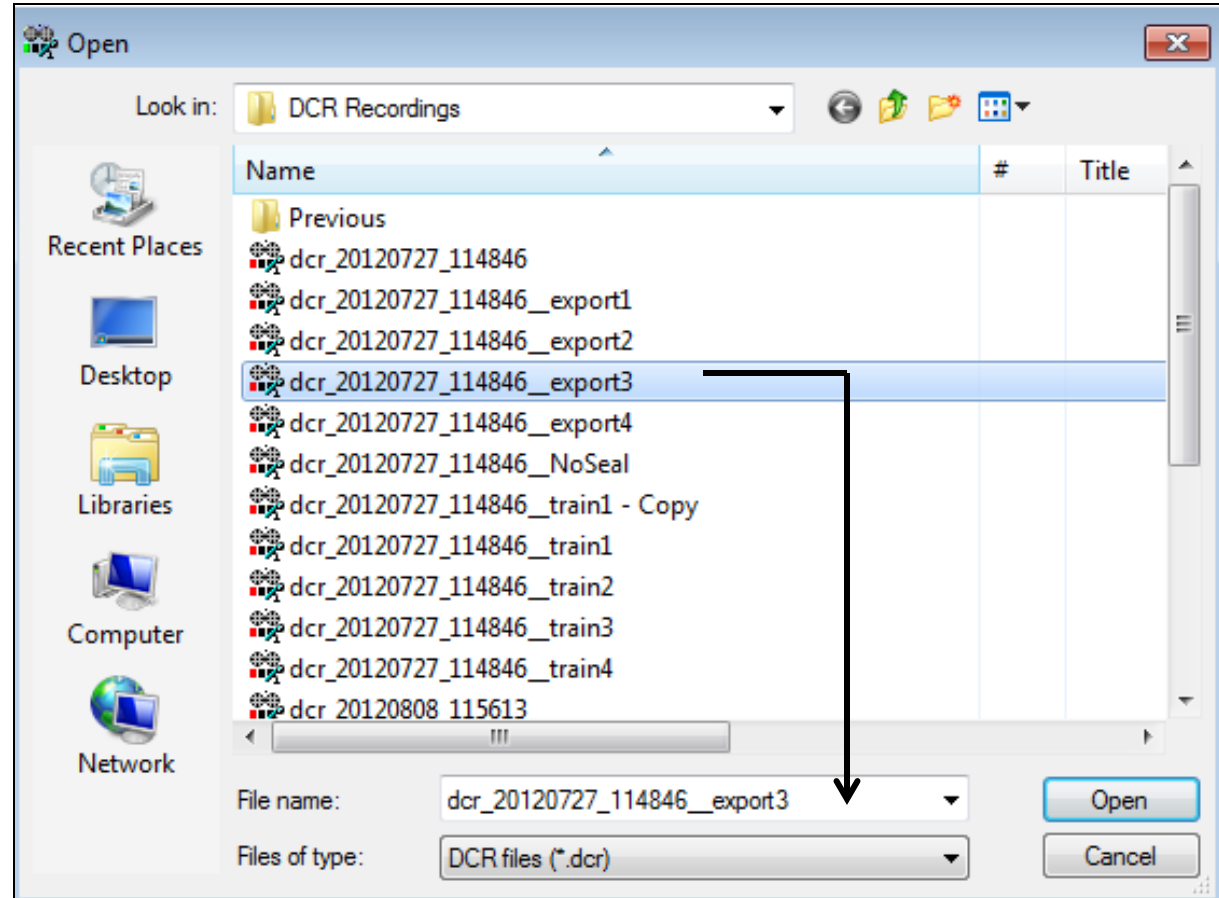 Open
Look in: DCR Recordings
Name # Title
Previous
dcr_20120727_114846
dcr_20120727_114846__export1
dcr_20120727_114846__export2
dcr_20120727_114846__export3
dcr_20120727_114846__export4
dcr_20120727_114846__NoSeal
dcr_20120727_114846__train1 - Copy
dcr_20120727_114846__train1
dcr_20120727_114846__train2
dcr_20120727_114846__train3
dcr_20120727_114846__train4
dcr_20120808_115613
Recent Places
Desktop
Libraries
Computer
Network
File name: dcr_20120727_114846__export3 Open
Files of type: DCR files (*.dcr) Cancel